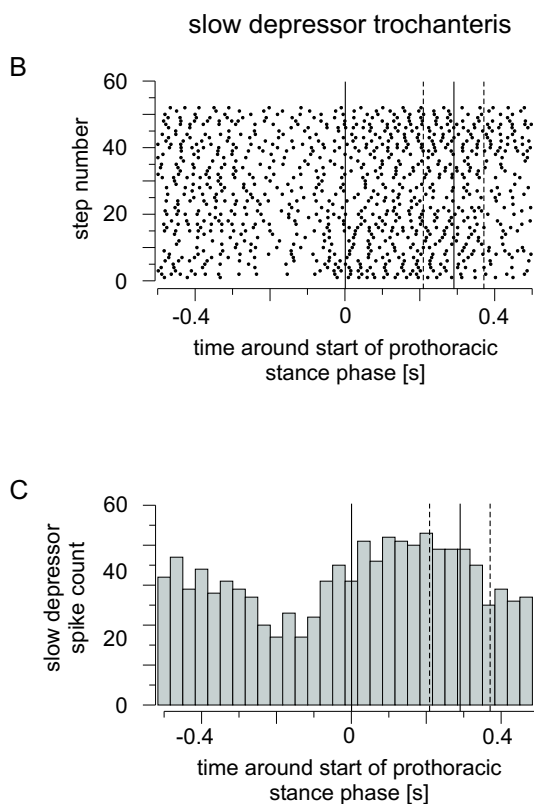 slow depressor trochanteris
B
60
40
20
0
step number
-0.4
0
0.4
time around start of prothoracic
stance phase [s]
C
60
40
20
0
slow depressor
spike count
-0.4
0
0.4
time around start of prothoracic
stance phase [s]